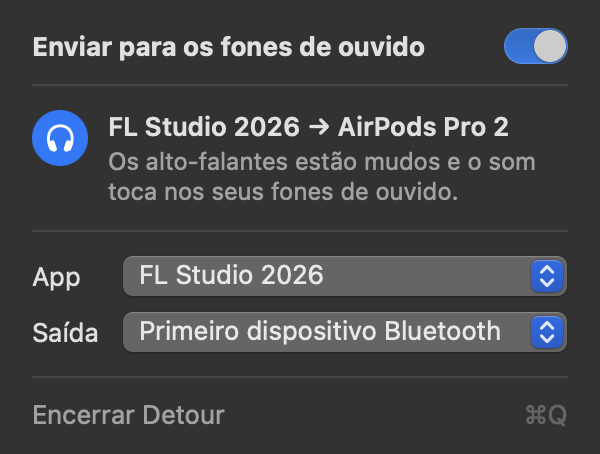 Enviar para os fones de ouvido
FL Studio 2026 → AirPods Pro 2
Os alto-falantes estão mudos e o som
toca nos seus fones de ouvido.
App FL Studio 2026
Saída Primeiro dispositivo Bluetooth
Encerrar Detour ⌘Q